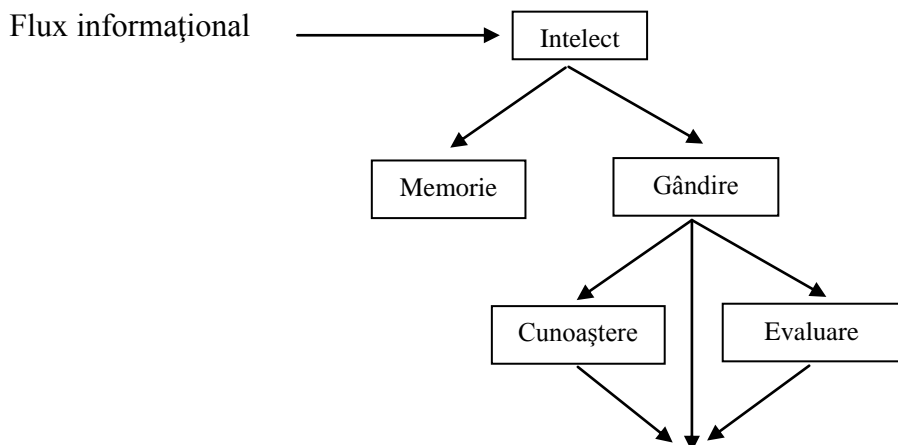 Flux informaţional
Intelect
Memorie
Gândire
Cunoaştere
Evaluare